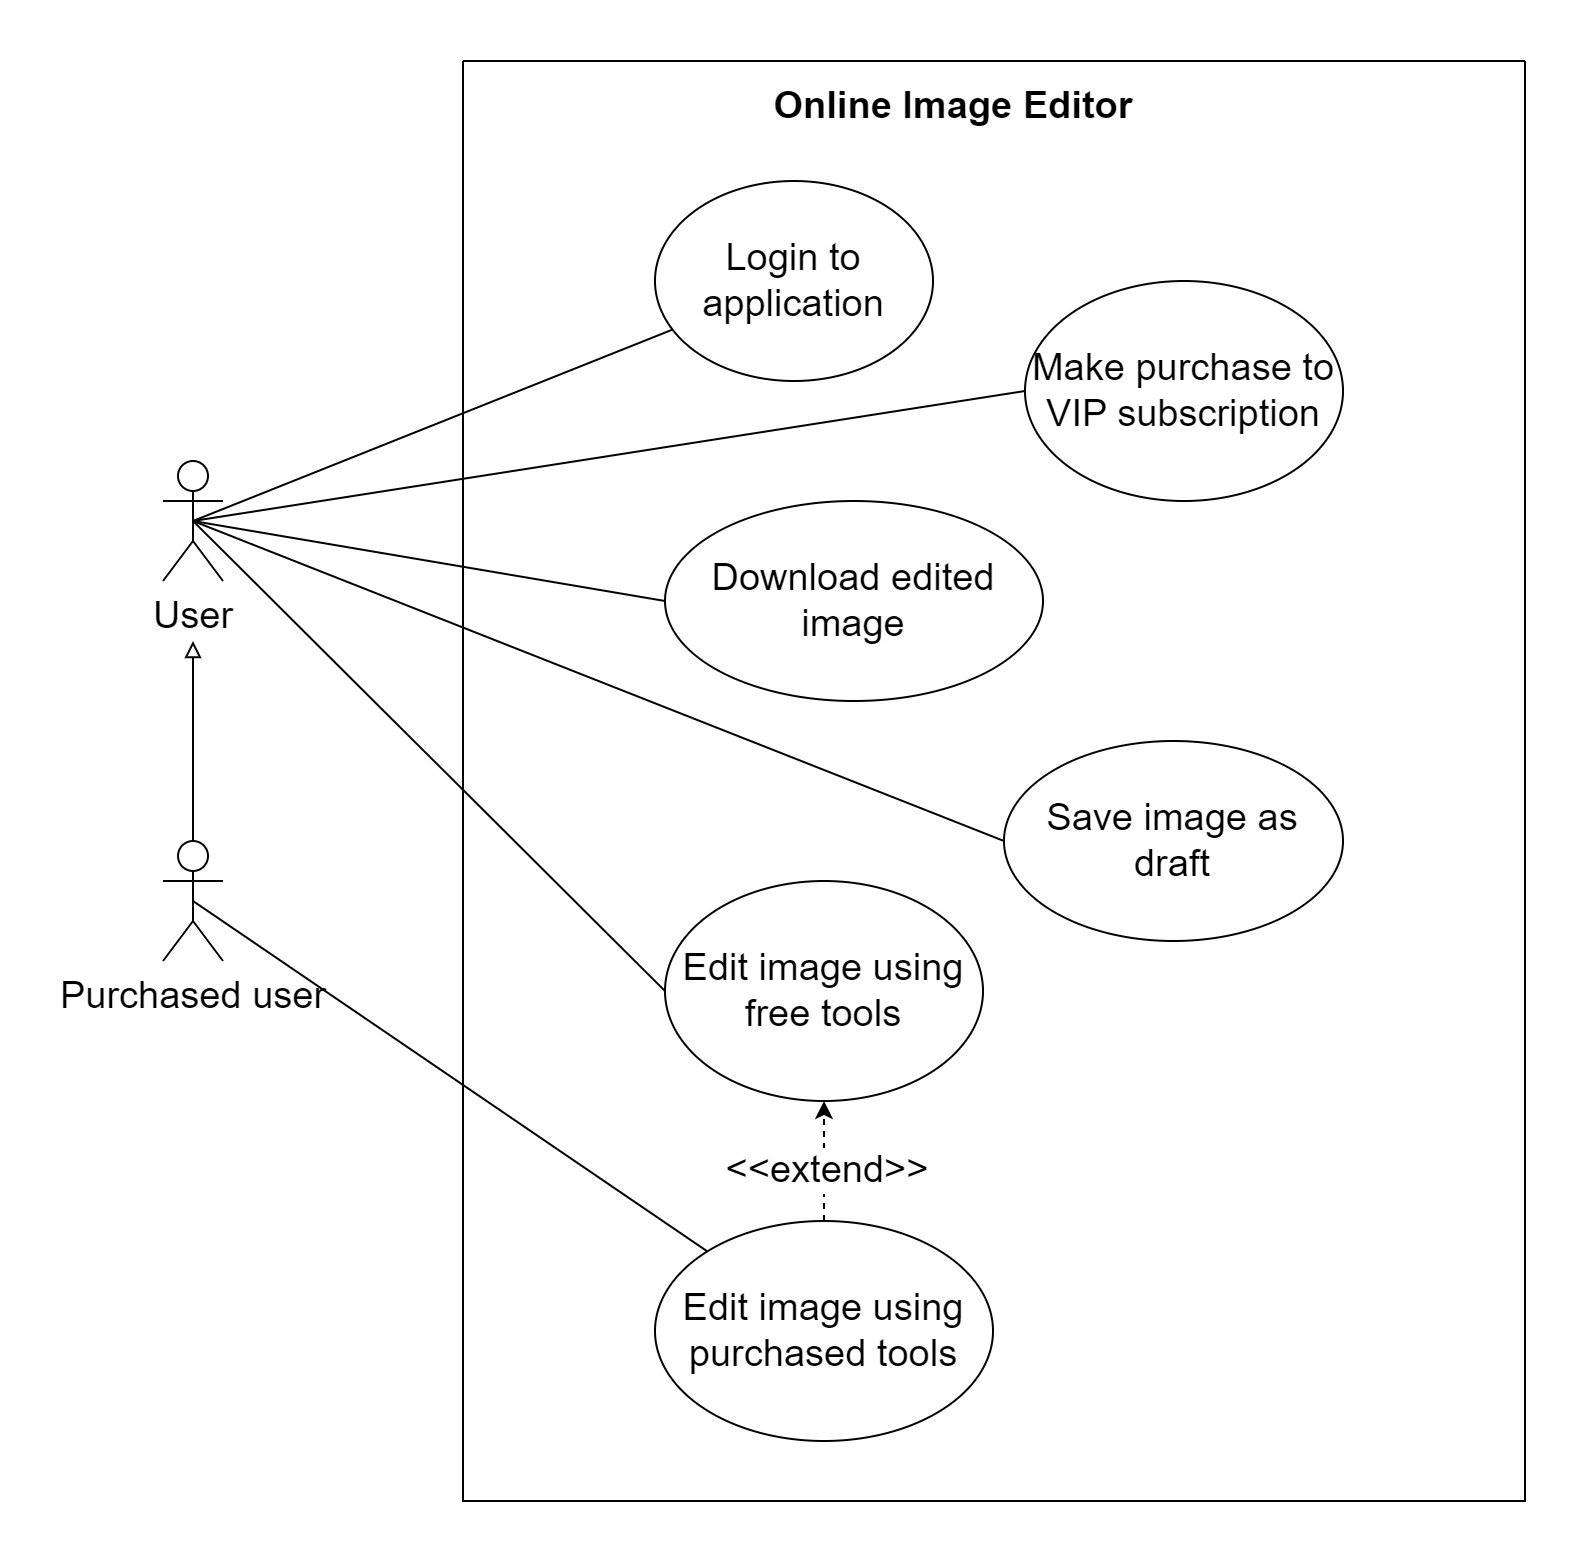 Online Image Editor
Login to
application
Make purchase to
VIP subscription
User
Download edited
image
Save image as
draft
Purchased user
Edit image using
free tools
<<extend>>
Edit image using
purchased tools